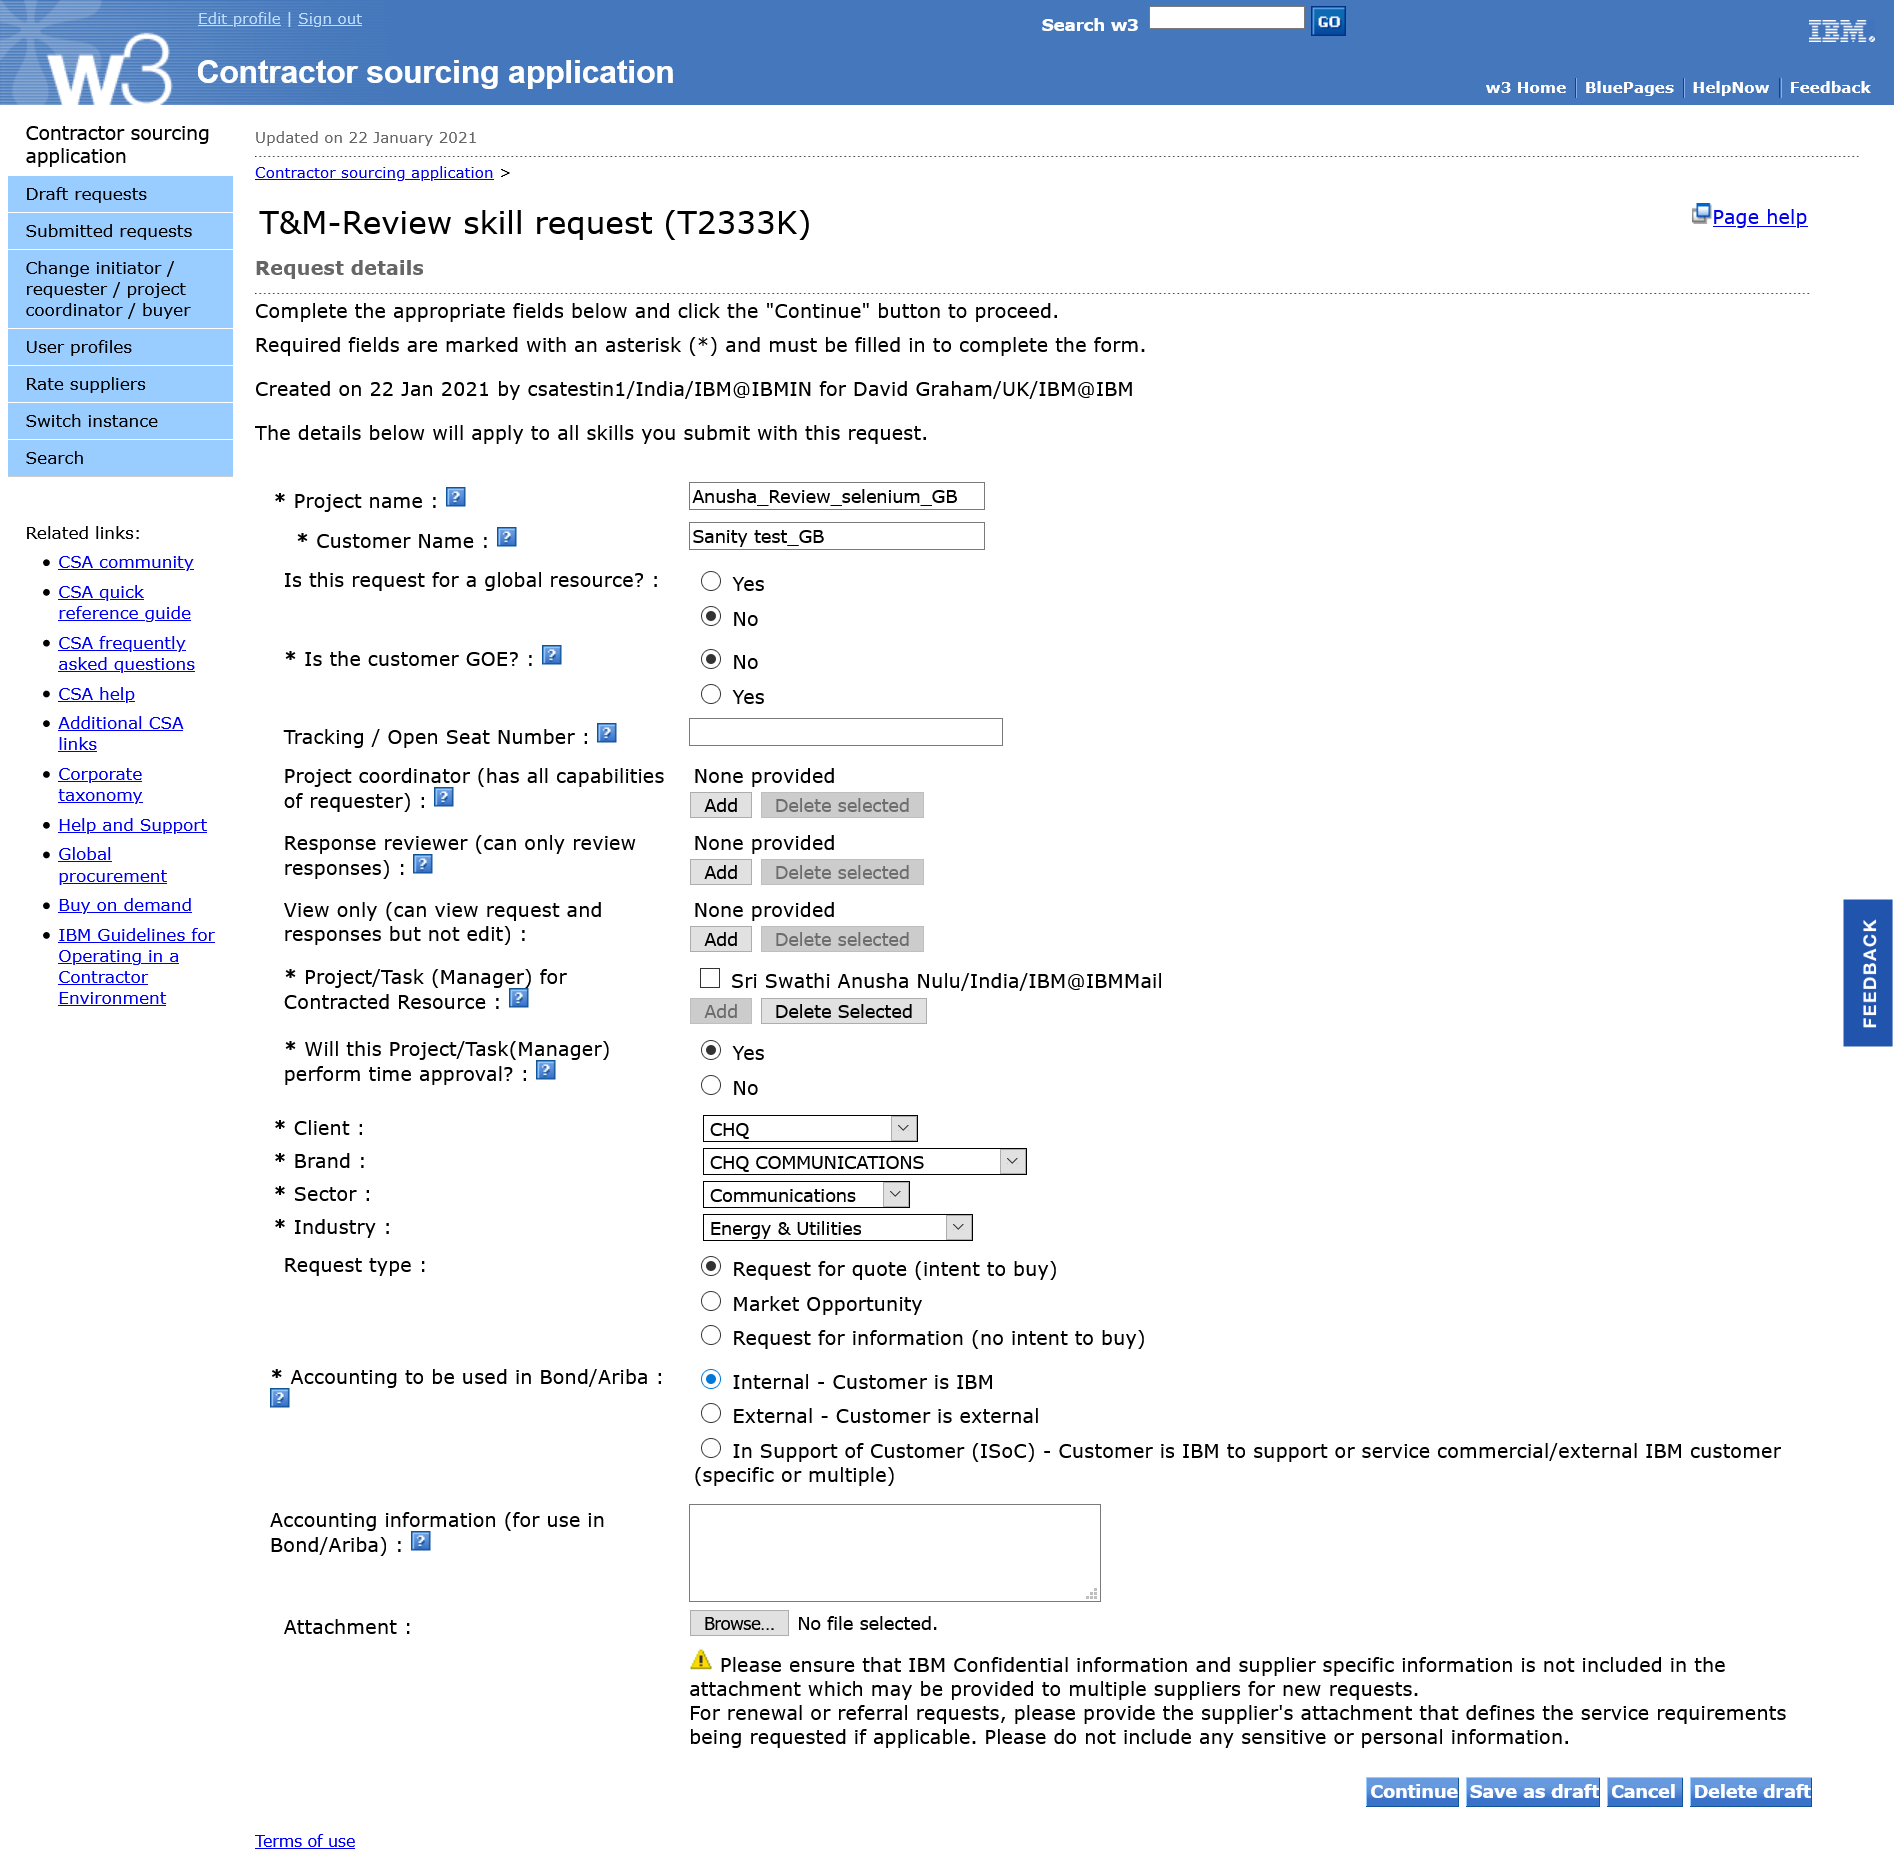 Edit profile | Sign out
Search w3
GO
IBM.
w3
Contractor sourcing application
w3 Home
BluePages
HelpNow
Feedback
Contractor sourcing
application
Draft requests
Submitted requests
Change initiator /
requester / project
coordinator / buyer
User profiles
Rate suppliers
Switch instance
Search
Related links:
CSA community
CSA quick
reference guide
CSA frequently
asked questions
CSA help
Additional CSA
links
Corporate
taxonomy
Help and Support
Global
procurement
Buy on demand
IBM Guidelines for
Operating in a
Contractor
Environment
Updated on 22 January 2021
Contractor sourcing application >
T&M-Review skill request (T2333K)
Page help
Request details
Complete the appropriate fields below and click the "Continue" button to proceed.
Required fields are marked with an asterisk (*) and must be filled in to complete the form.
Created on 22 Jan 2021 by csatestin1/India/IBM@IBMIN for David Graham/UK/IBM@IBM
The details below will apply to all skills you submit with this request.
* Project name : ? Anusha_Review_selenium_GB
* Customer Name : ? Sanity test_GB
Is this request for a global resource? : Yes
No
* Is the customer GOE? : ? No
Yes
Tracking / Open Seat Number : ?
Project coordinator (has all capabilities
of requester) : ?
None provided
Add Delete selected
Response reviewer (can only review
responses) : ?
None provided
Add Delete selected
View only (can view request and
responses but not edit) :
None provided
Add Delete selected
* Project/Task (Manager) for
Contracted Resource : ?
Sri Swathi Anusha Nulu/India/IBM@IBMMail
Add Delete Selected
* Will this Project/Task(Manager)
perform time approval? : ?
Yes
No
* Client : CHQ
* Brand : CHQ COMMUNICATIONS
* Sector : Communications
* Industry : Energy & Utilities
Request type : Request for quote (intent to buy)
Market Opportunity
Request for information (no intent to buy)
* Accounting to be used in Bond/Ariba :
?
Internal - Customer is IBM
External - Customer is external
In Support of Customer (ISoC) - Customer is IBM to support or service commercial/external IBM customer
(specific or multiple)
Accounting information (for use in
Bond/Ariba) : ?
Attachment : Browse... No file selected.
Please ensure that IBM Confidential information and supplier specific information is not included in the
attachment which may be provided to multiple suppliers for new requests.
For renewal or referral requests, please provide the supplier's attachment that defines the service requirements
being requested if applicable. Please do not include any sensitive or personal information.
Continue Save as draft Cancel Delete draft
Terms of use
FEEDBACK